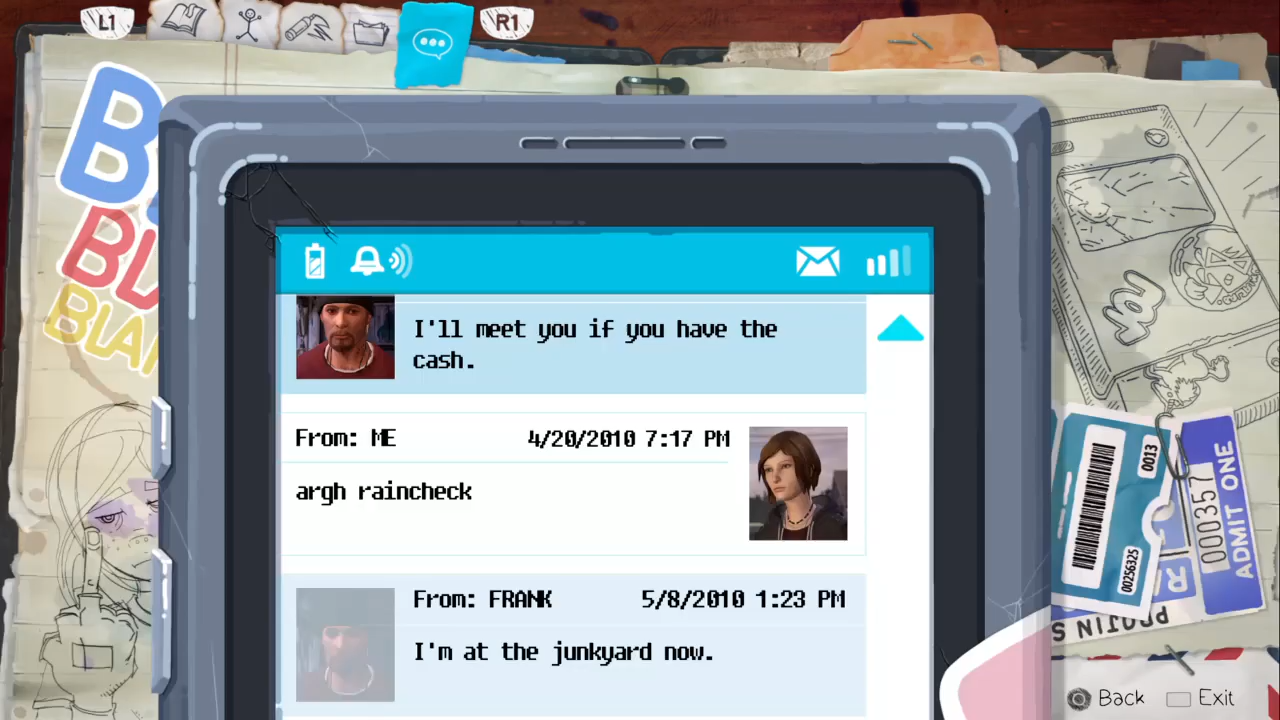 L1
R1
I'll meet you if you have the
cash.
From: ME 4/20/2010 7:17 PM
argh raincheck
From: FRANK 5/8/2010 1:23 PM
I'm at the junkyard now.
0013
00256325
000357
ADMIT ONE
Back
Exit